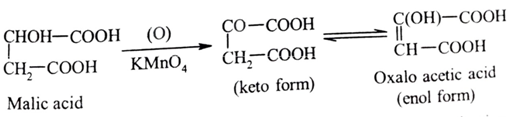 CHOH—COOH
CH₂—COOH
Malic acid
(O)
KMnO₄
CO—COOH
CH₂—COOH
(keto form)
C(OH)—COOH
CH—COOH
Oxalo acetic acid
(enol form)